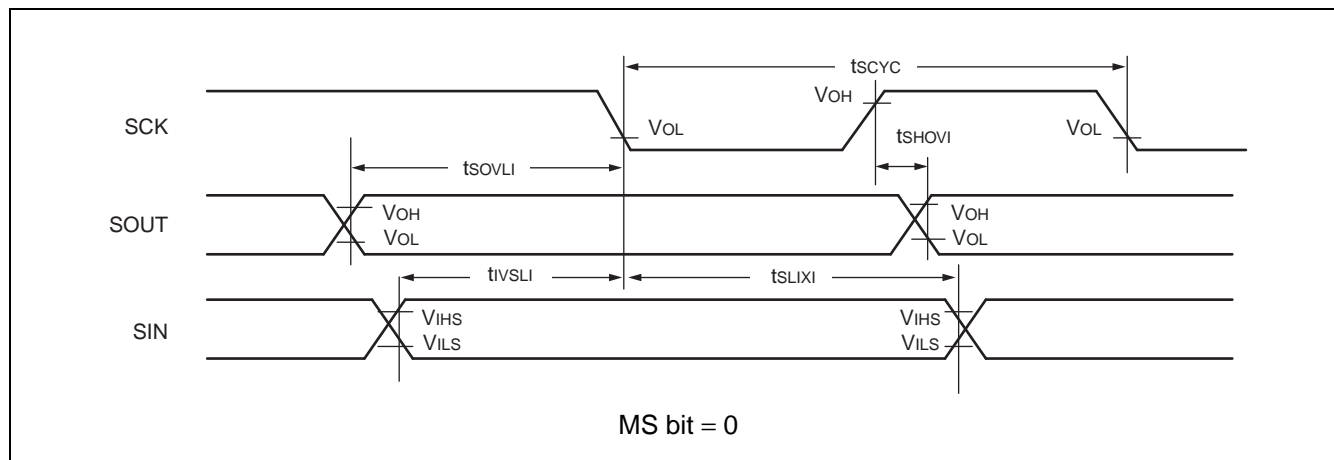 tSCYC
SCK
VOL
VOH
tSHOVI
VOL
tSOVLI
SOUT
VOH
VOL
VOH
VOL
tIVSLI
tSLIXI
SIN
VIHS
VILS
VIHS
VILS
MS bit = 0